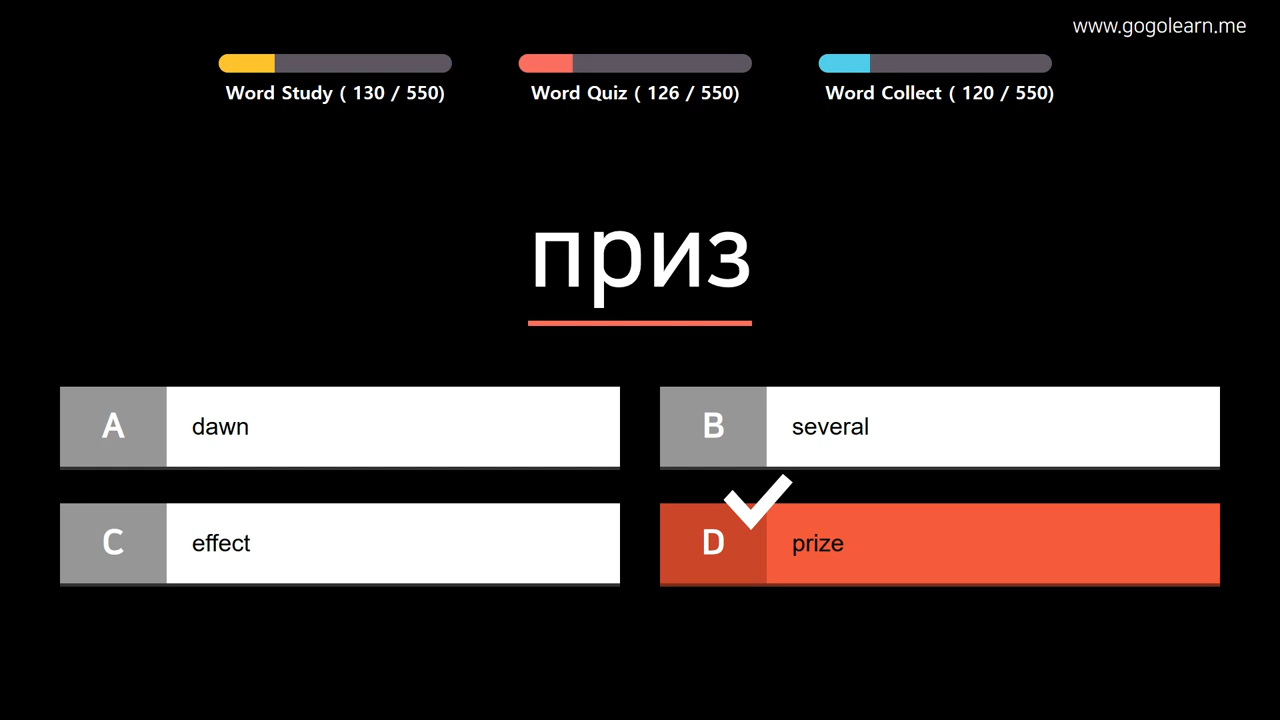 www.gogolearn.me
Word Study ( 130 / 550)
Word Quiz ( 126 / 550)
Word Collect ( 120 / 550)
приз
A dawn
B several
C effect
D prize